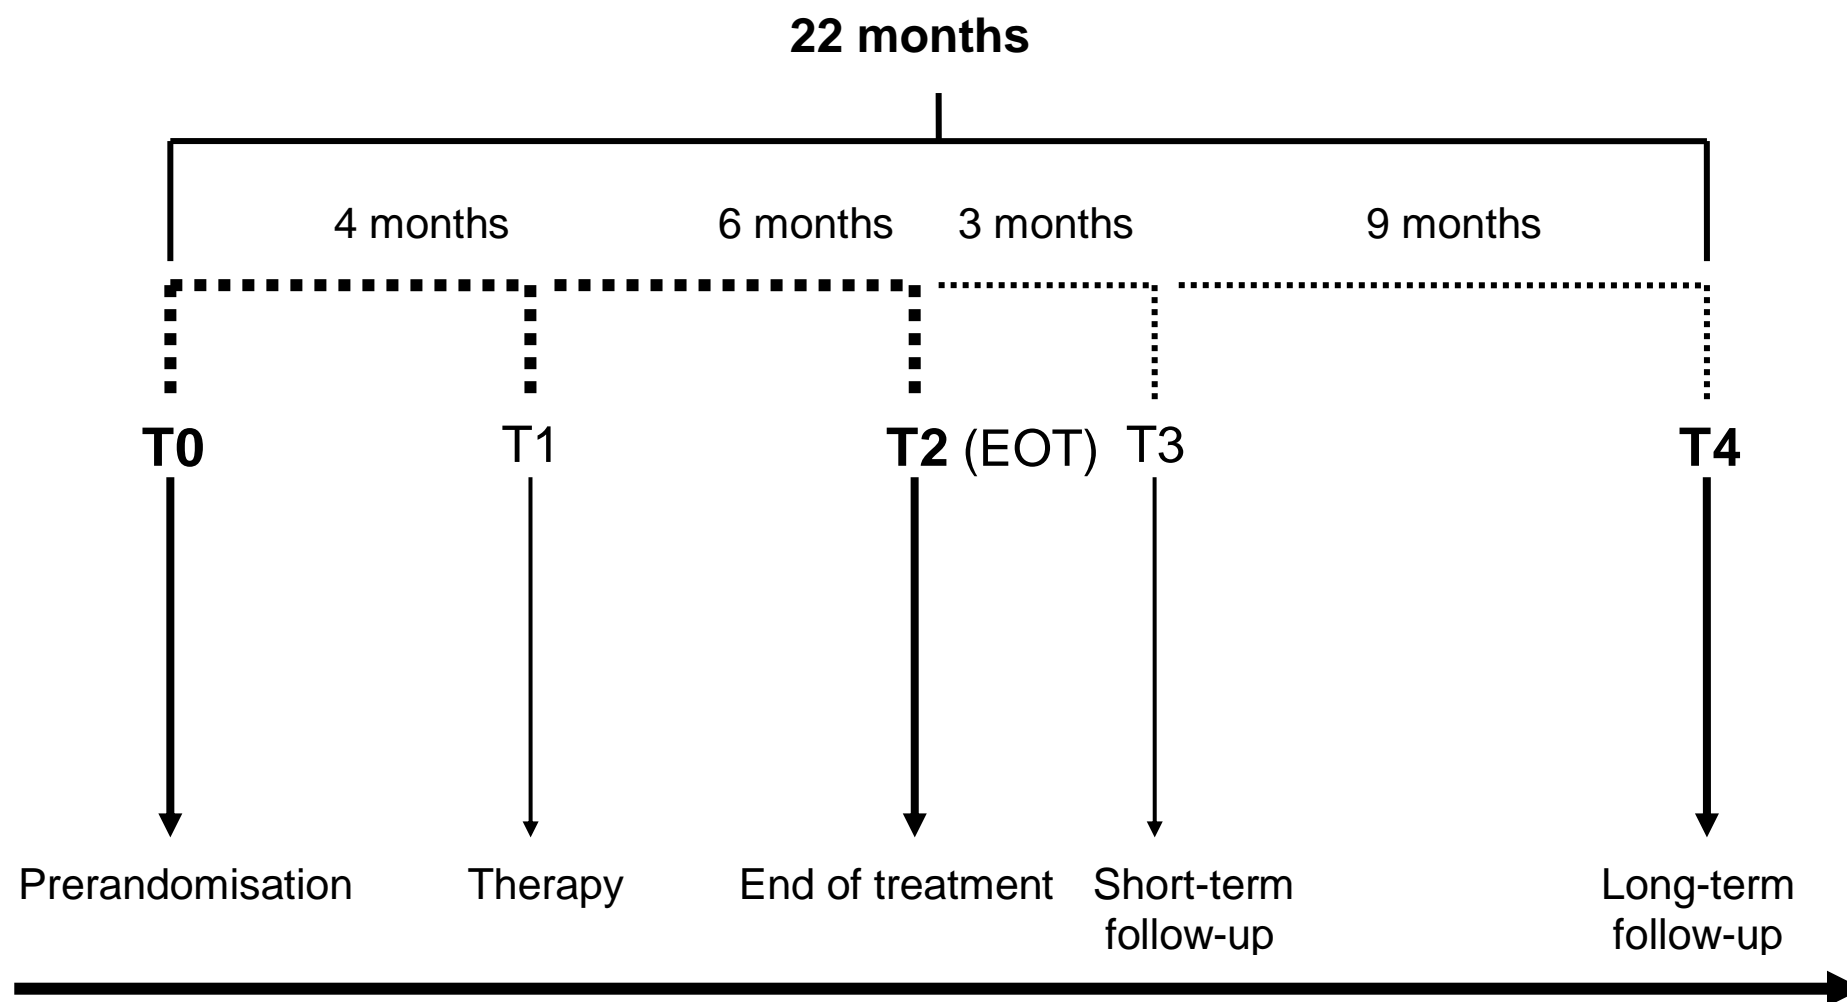 22 months
4 months
6 months
3 months
9 months
T0
T1
T2 (EOT)
T3
T4
Prerandomisation
Therapy
End of treatment
Short-term
follow-up
Long-term
follow-up